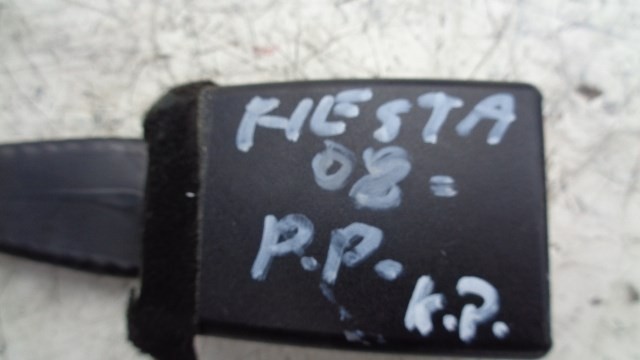 FIESTA
08-
P.P.
K.P.